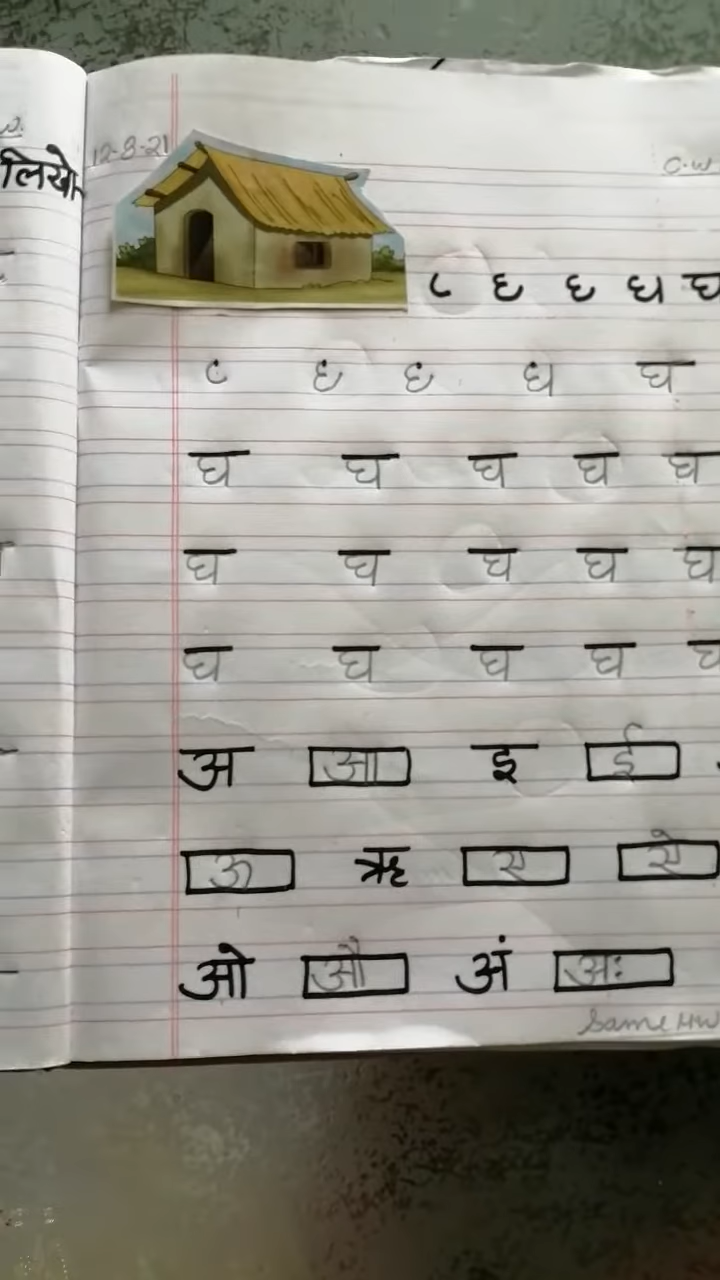 लिखो-
12-8-21 C.W
घ
घ
घ घ घ घ घ
घ घ घ घ घ
घ घ घ घ घ
अ आ इ ई
ऊ ऋ ए ऐ
ओ औ अं अः
Same HW